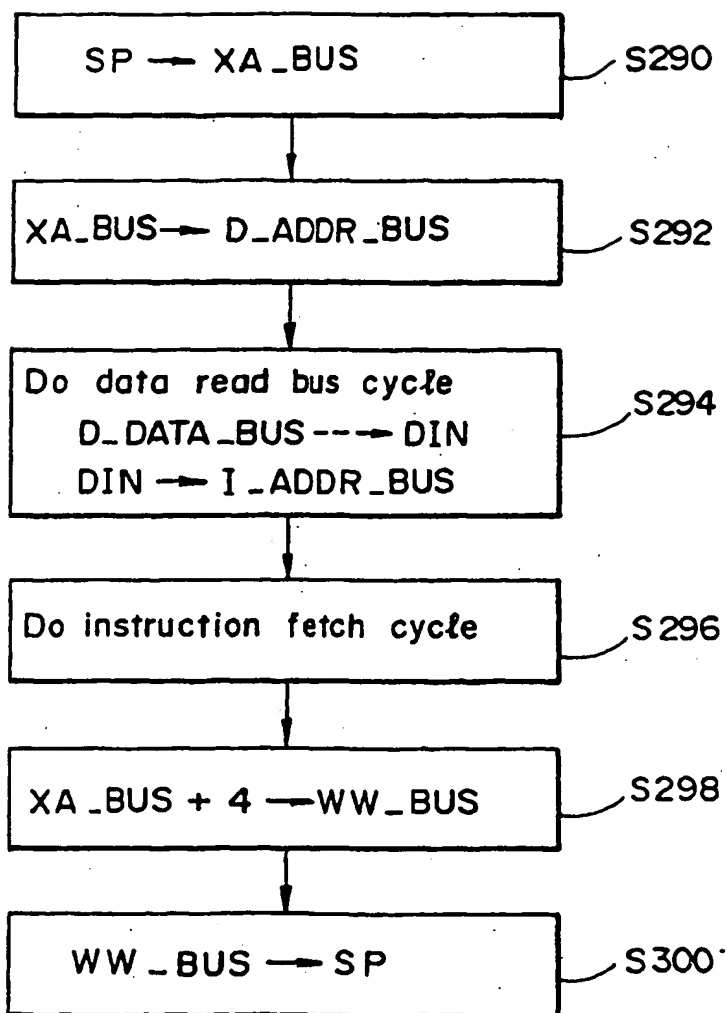 SP → XA_BUS
S290
XA_BUS → D_ADDR_BUS
S292
Do data read bus cycle
D_DATA_BUS ---→ DIN
DIN → I_ADDR_BUS
S294
Do instruction fetch cycle
S296
XA_BUS + 4 → WW_BUS
S298
WW_BUS → SP
S300